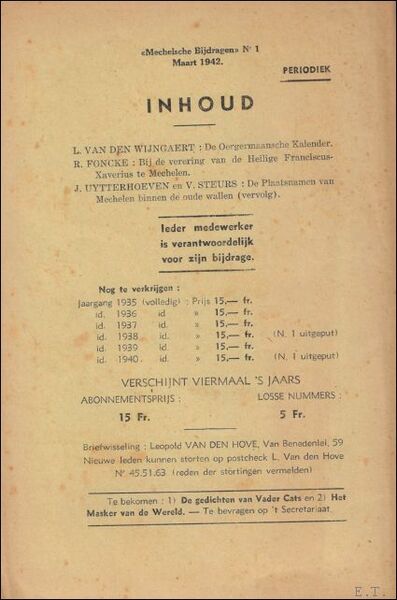 «Mechelsche Bijdragen» Nr 1
Maart 1942.
PERIODIEK
INHOUD
L. VAN DEN WIJNGAERT : De Oergermaansche Kalender.
R. FONCKE : Bij de verering van de Heilige Franciscus-
Xaverius te Mechelen.
J. UYTTERHOEVEN en V. STEURS : De Plaatsnamen van
Mechelen binnen de oude wallen (vervolg).
Ieder medewerker
is verantwoordelijk
voor zijn bijdrage.
Nog te verkrijgen :
Jaargang 1935 (volledig) : Prijs 15,— fr.
id. 1936 id. » 15,— fr.
id. 1937 id. » 15,— fr.
id. 1938 id. » 15,— fr. (N. 1 uitgeput)
id. 1939 id. » 15,— fr.
id. 1940 id. » 15,— fr. (N. 1 uitgeput)
VERSCHIJNT VIERMAAL 'S JAARS
ABONNEMENTSPRIJS : LOSSE NUMMERS :
15 Fr. 5 Fr.
Briefwisseling : Leopold VAN DEN HOVE, Van Benedenlei, 59
Nieuwe leden kunnen storten op postcheck L. Van den Hove
Nr 45.51.63 (reden der stortingen vermelden)
Te bekomen : 1) De gedichten van Vader Cats en 2) Het
Masker van de Wereld. — Te bevragen op 't Secretariaat.
E.T.